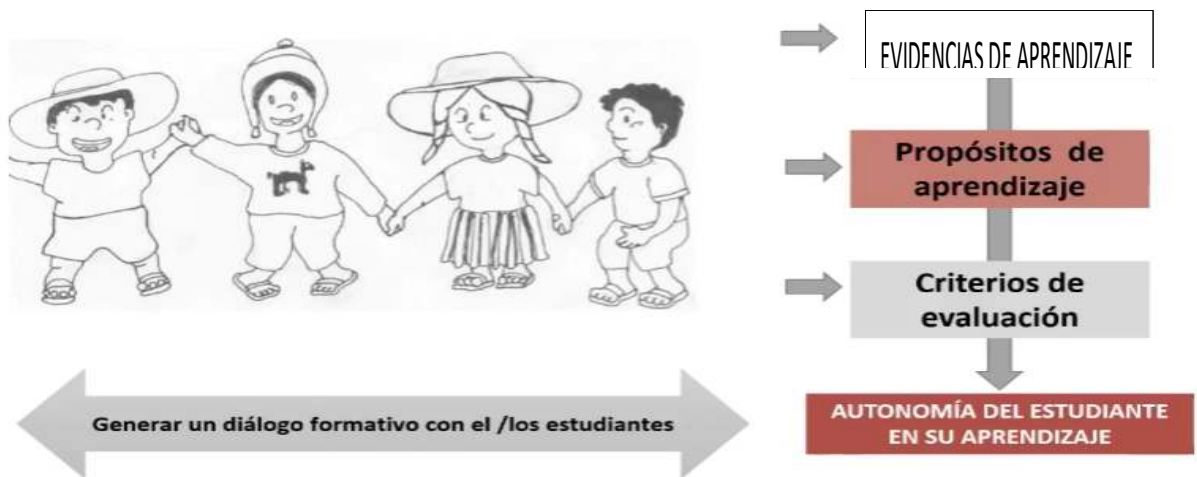 EVIDENCIAS DE APRENDIZAJE
Propósitos de
aprendizaje
Criterios de
evaluación
Generar un diálogo formativo con el /los estudiantes
AUTONOMÍA DEL ESTUDIANTE
EN SU APRENDIZAJE